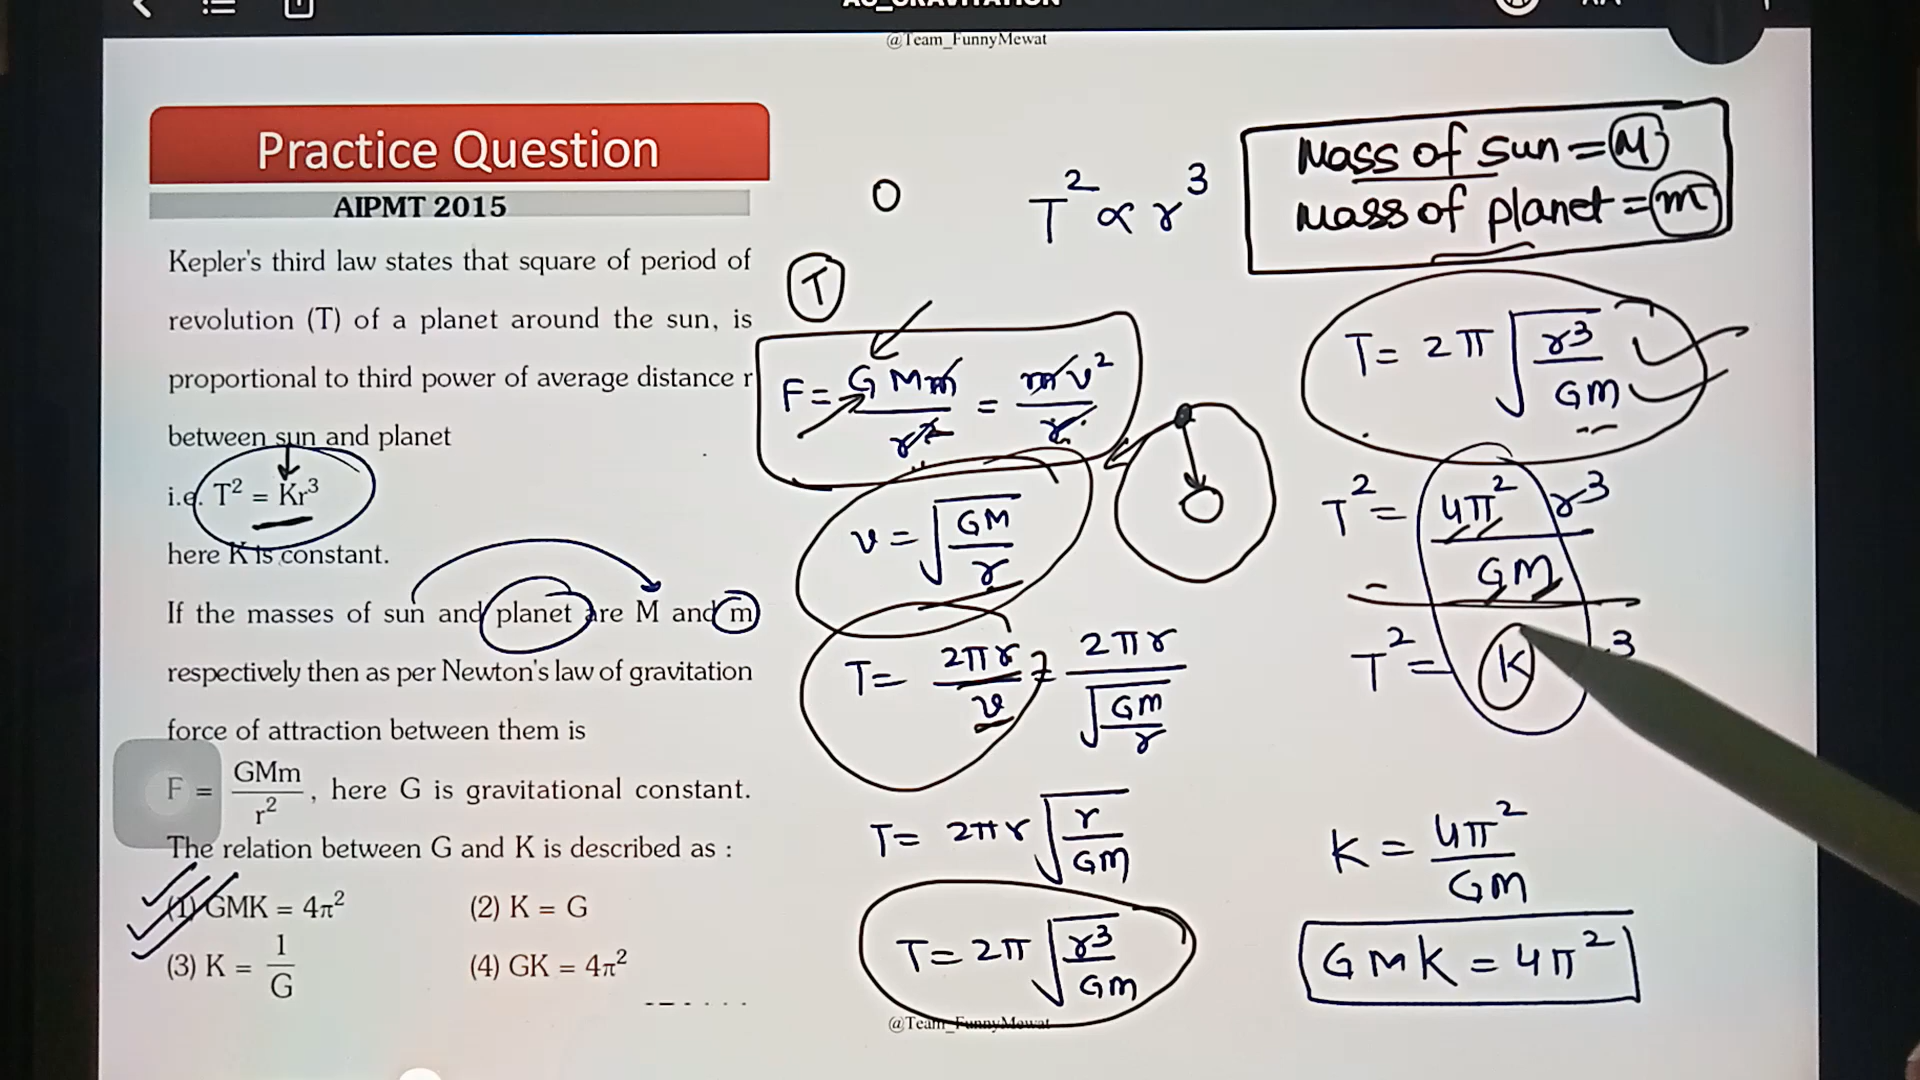 @Team_FunnyMewat
Practice Question
AIPMT 2015
Kepler's third law states that square of period of
revolution (T) of a planet around the sun, is
proportional to third power of average distance r
between sun and planet
i.e. T² = Kr³
here K is constant.
If the masses of sun and planet are M and m
respectively then as per Newton's law of gravitation
force of attraction between them is
F = GMm/r², here G is gravitational constant.
The relation between G and K is described as :
(1) GMK = 4π² (2) K = G
(3) K = 1/G (4) GK = 4π²
T² ∝ r³
T
F = GMm/r² = mv²/r
v = √(GM/r)
T = 2πr/v = 2πr/√(GM/r)
T = 2πr √(r/GM)
T = 2π √(r³/GM)
Mass of sun = M
Mass of planet = m
T = 2π √(r³/GM)
T² = 4π²/GM r³
T² = K 3
K = 4π²/GM
GMK = 4π²
@Team_FunnyMewat